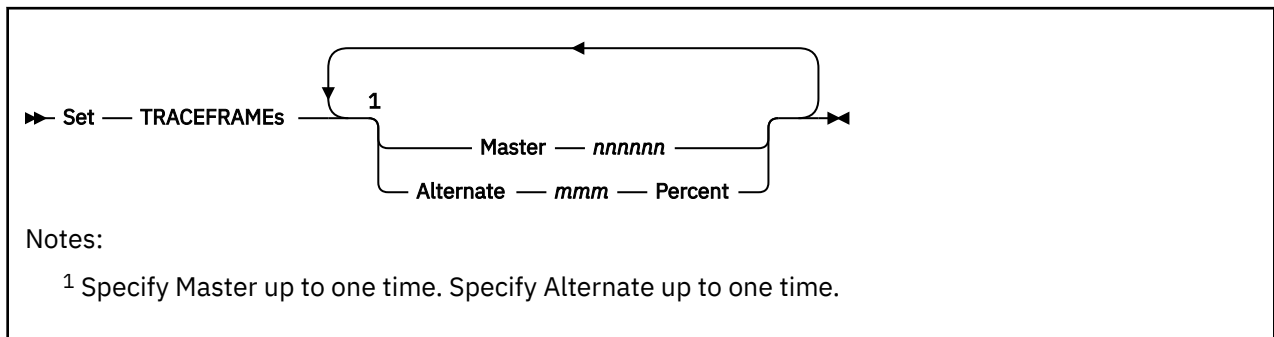 1
Set TRACEFRAMEs
Master nnnnnn
Alternate mmm Percent
Notes:
1 Specify Master up to one time. Specify Alternate up to one time.